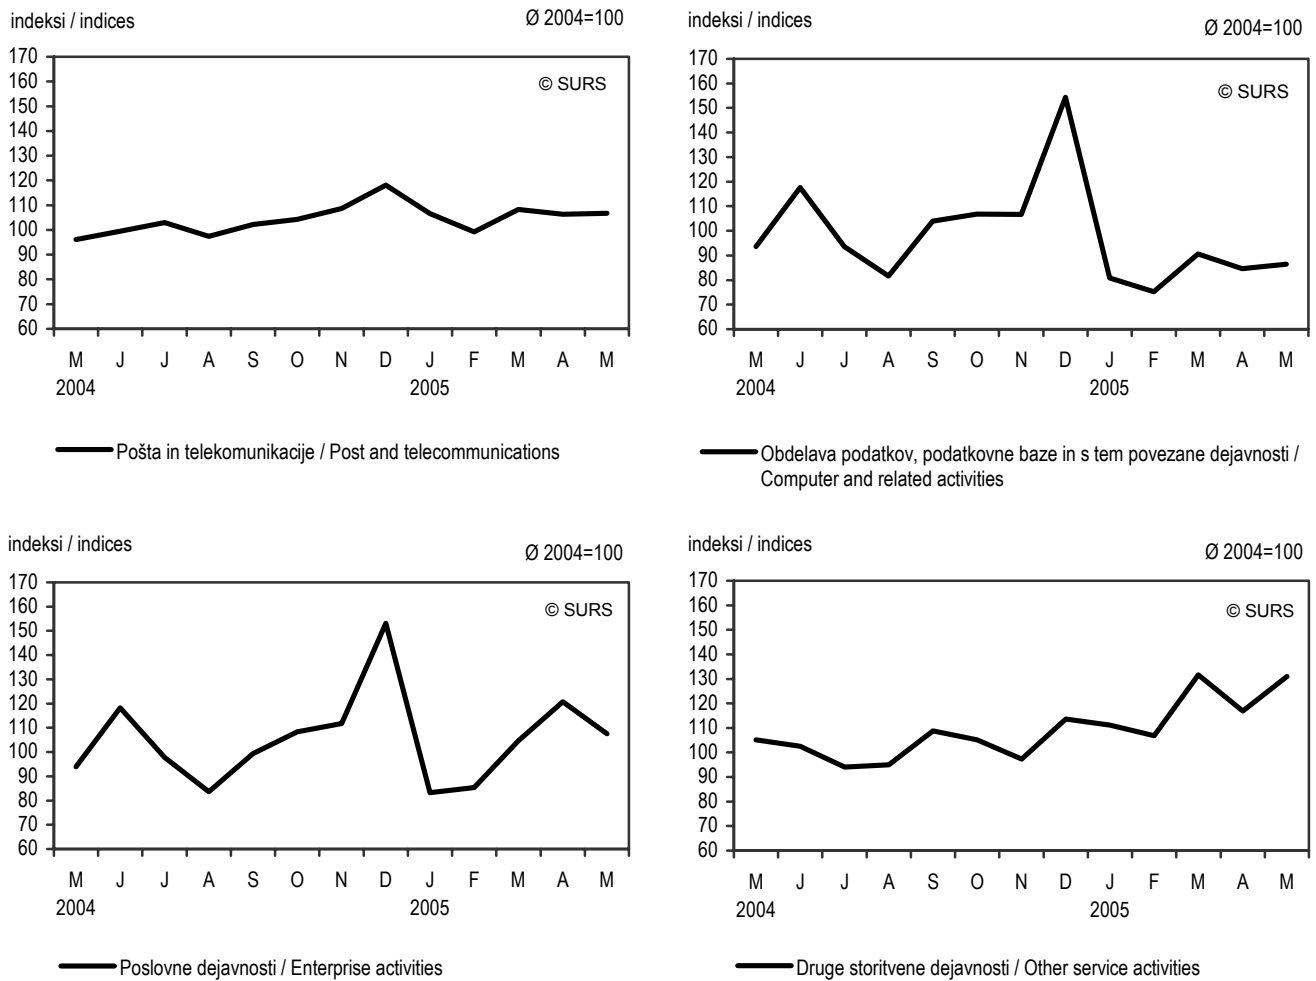 indeksi / indices
Ø 2004=100
170
160
150
140
130
120
110
100
90
80
70
60
© SURS
M J J A S O N D J F M A M
2004 2005
Pošta in telekomunikacije / Post and telecommunications
indeksi / indices
Ø 2004=100
170
160
150
140
130
120
110
100
90
80
70
60
© SURS
M J J A S O N D J F M A M
2004 2005
Obdelava podatkov, podatkovne baze in s tem povezane dejavnosti /
Computer and related activities
indeksi / indices
Ø 2004=100
170
160
150
140
130
120
110
100
90
80
70
60
© SURS
M J J A S O N D J F M A M
2004 2005
Poslovne dejavnosti / Enterprise activities
indeksi / indices
Ø 2004=100
170
160
150
140
130
120
110
100
90
80
70
60
© SURS
M J J A S O N D J F M A M
2004 2005
Druge storitvene dejavnosti / Other service activities